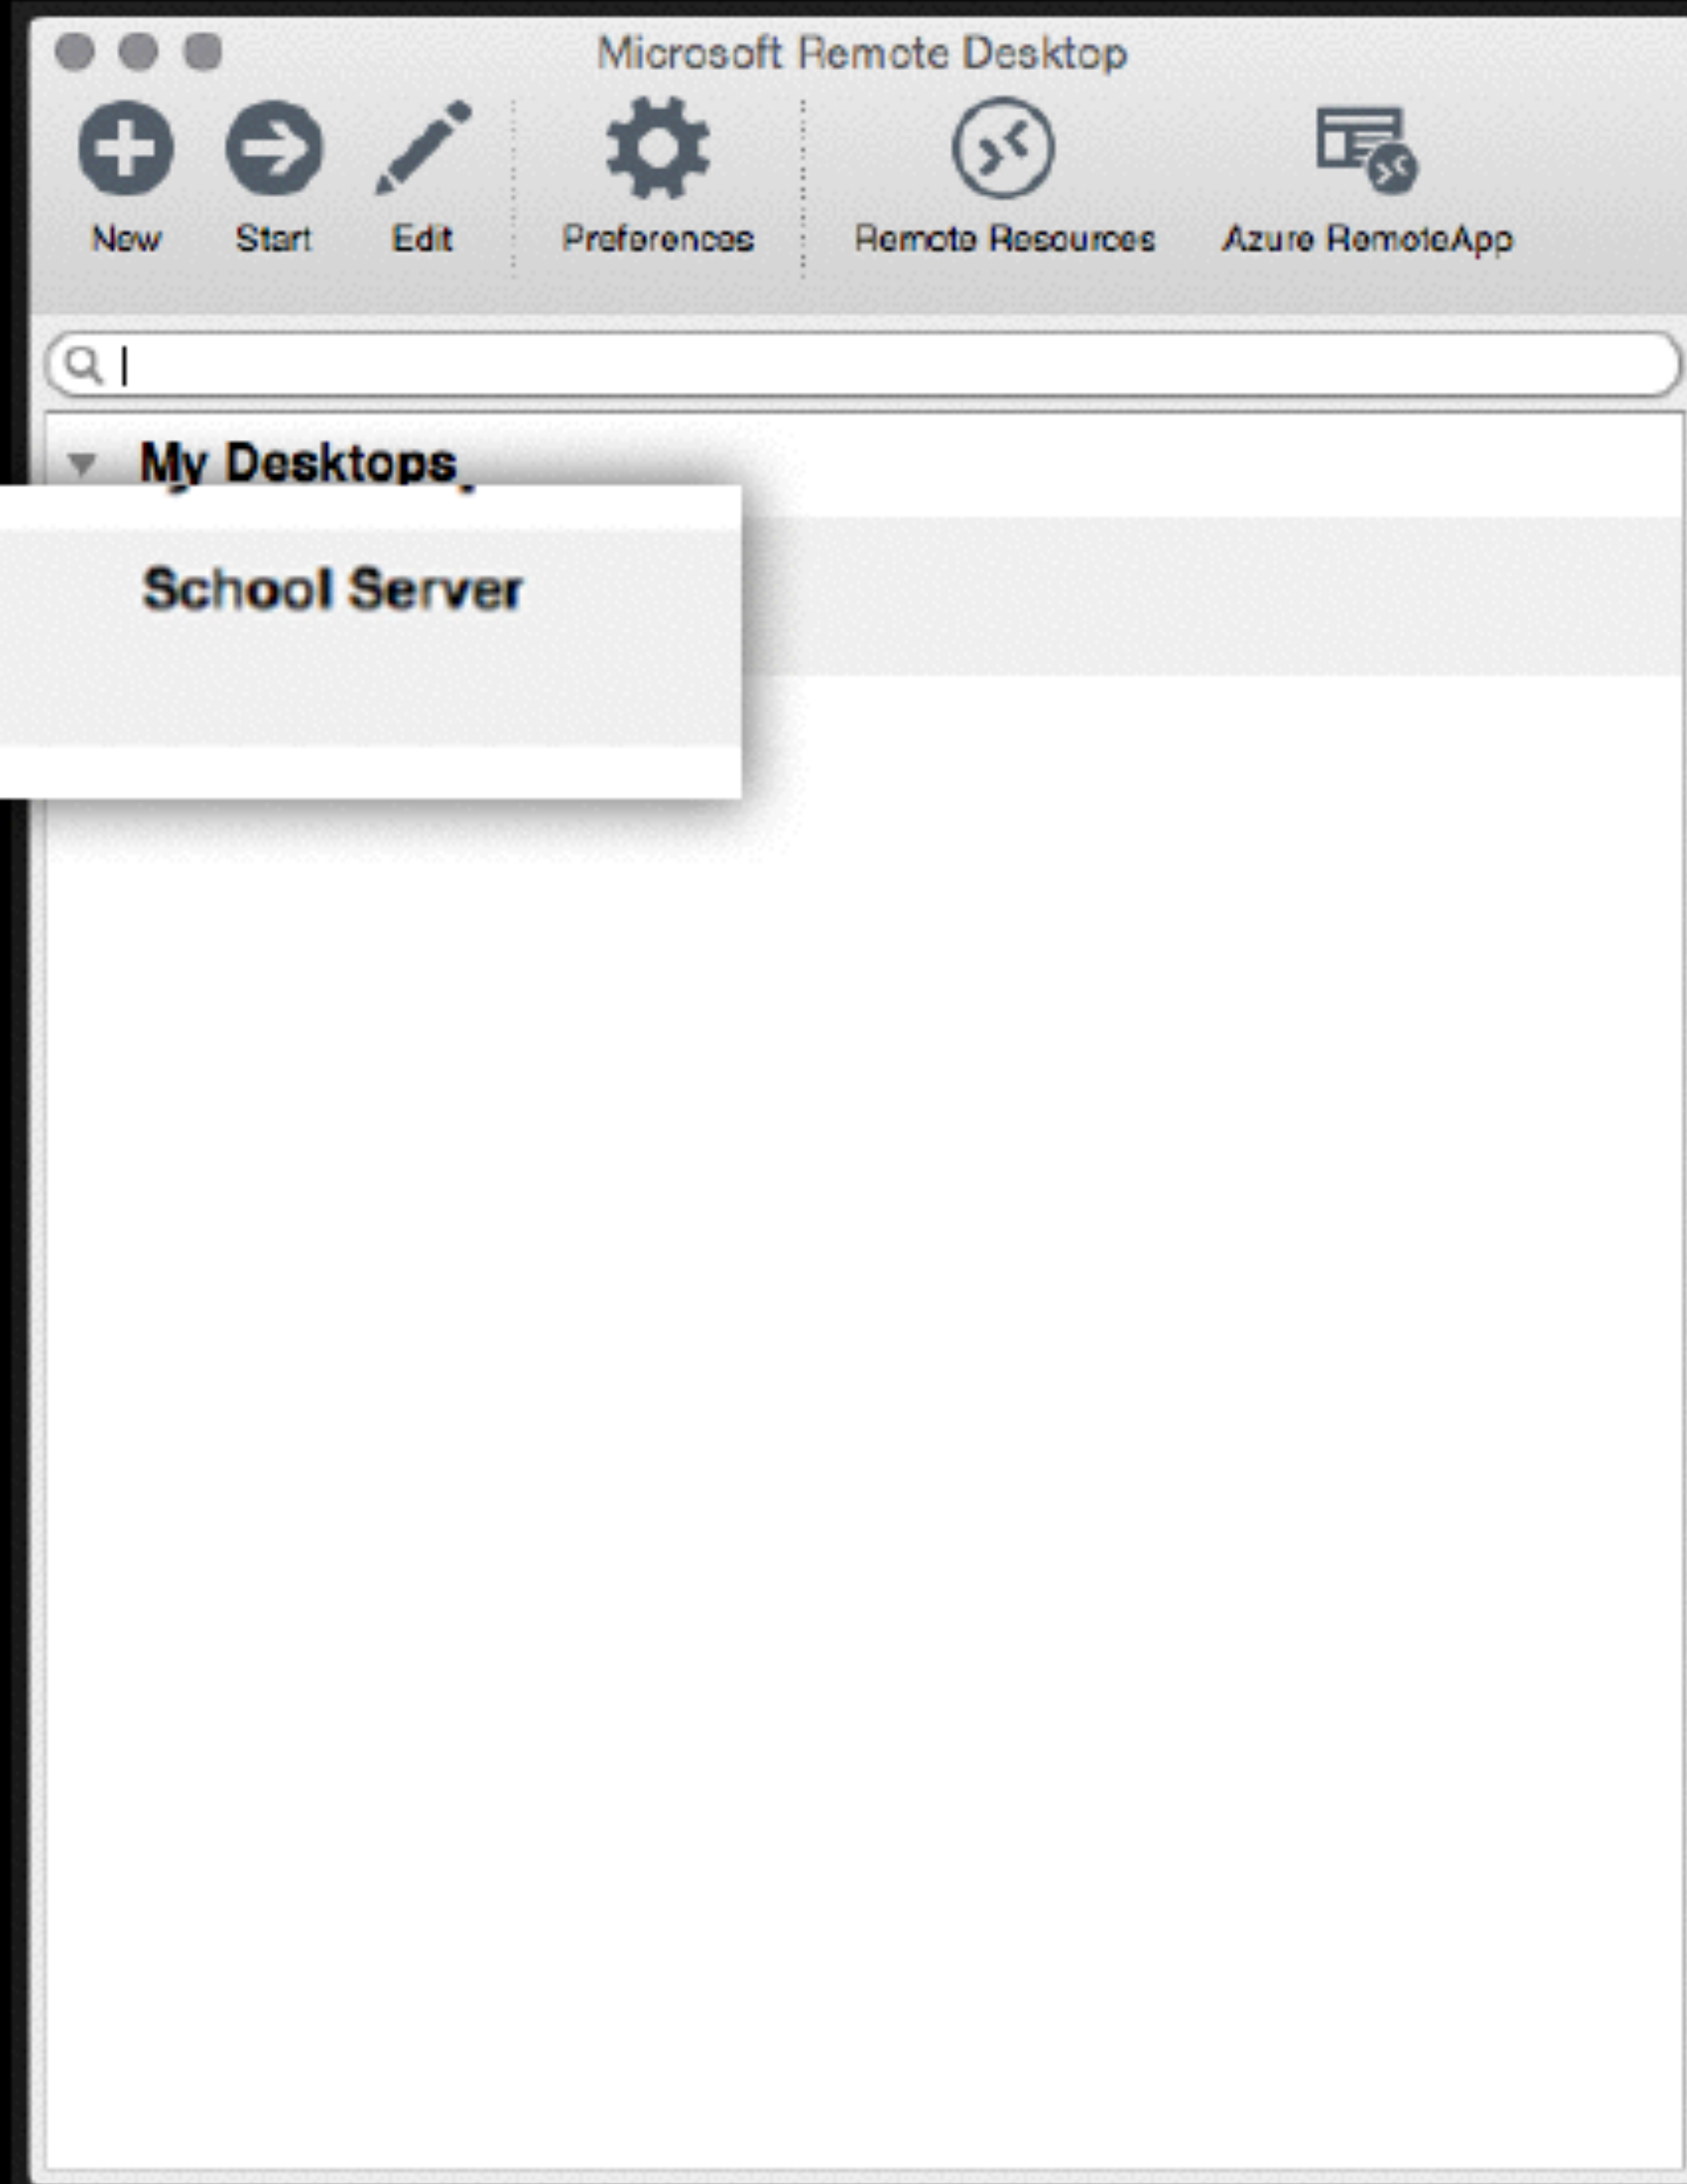 Microsoft Remote Desktop
New Start Edit Preferences Remote Resources Azure RemoteApp
My Desktops
School Server